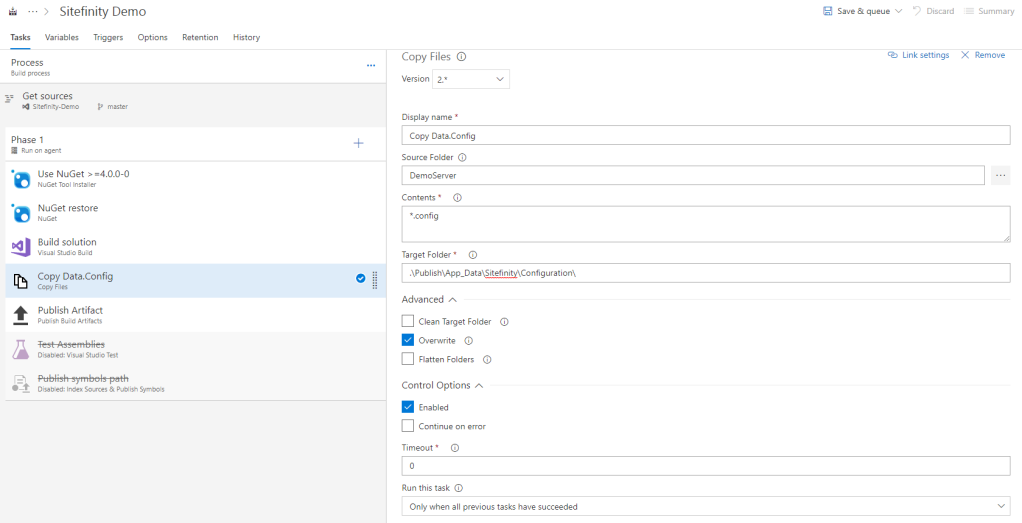 Sitefinity Demo
Save & queue
Discard
Summary
Tasks
Variables
Triggers
Options
Retention
History
Process
Build process
Get sources
Sitefinity-Demo
master
Phase 1
Run on agent
Use NuGet >=4.0.0-0
NuGet Tool Installer
NuGet restore
NuGet
Build solution
Visual Studio Build
Copy Data.Config
Copy Files
Publish Artifact
Publish Build Artifacts
Test Assemblies
Disabled: Visual Studio Test
Publish symbols path
Disabled: Index Sources & Publish Symbols
Copy Files
Link settings
Remove
Version
2.*
Display name *
Copy Data.Config
Source Folder
DemoServer
Contents *
*.config
Target Folder *
.\Publish\App_Data\Sitefinity\Configuration\
Advanced
Clean Target Folder
Overwrite
Flatten Folders
Control Options
Enabled
Continue on error
Timeout *
0
Run this task
Only when all previous tasks have succeeded